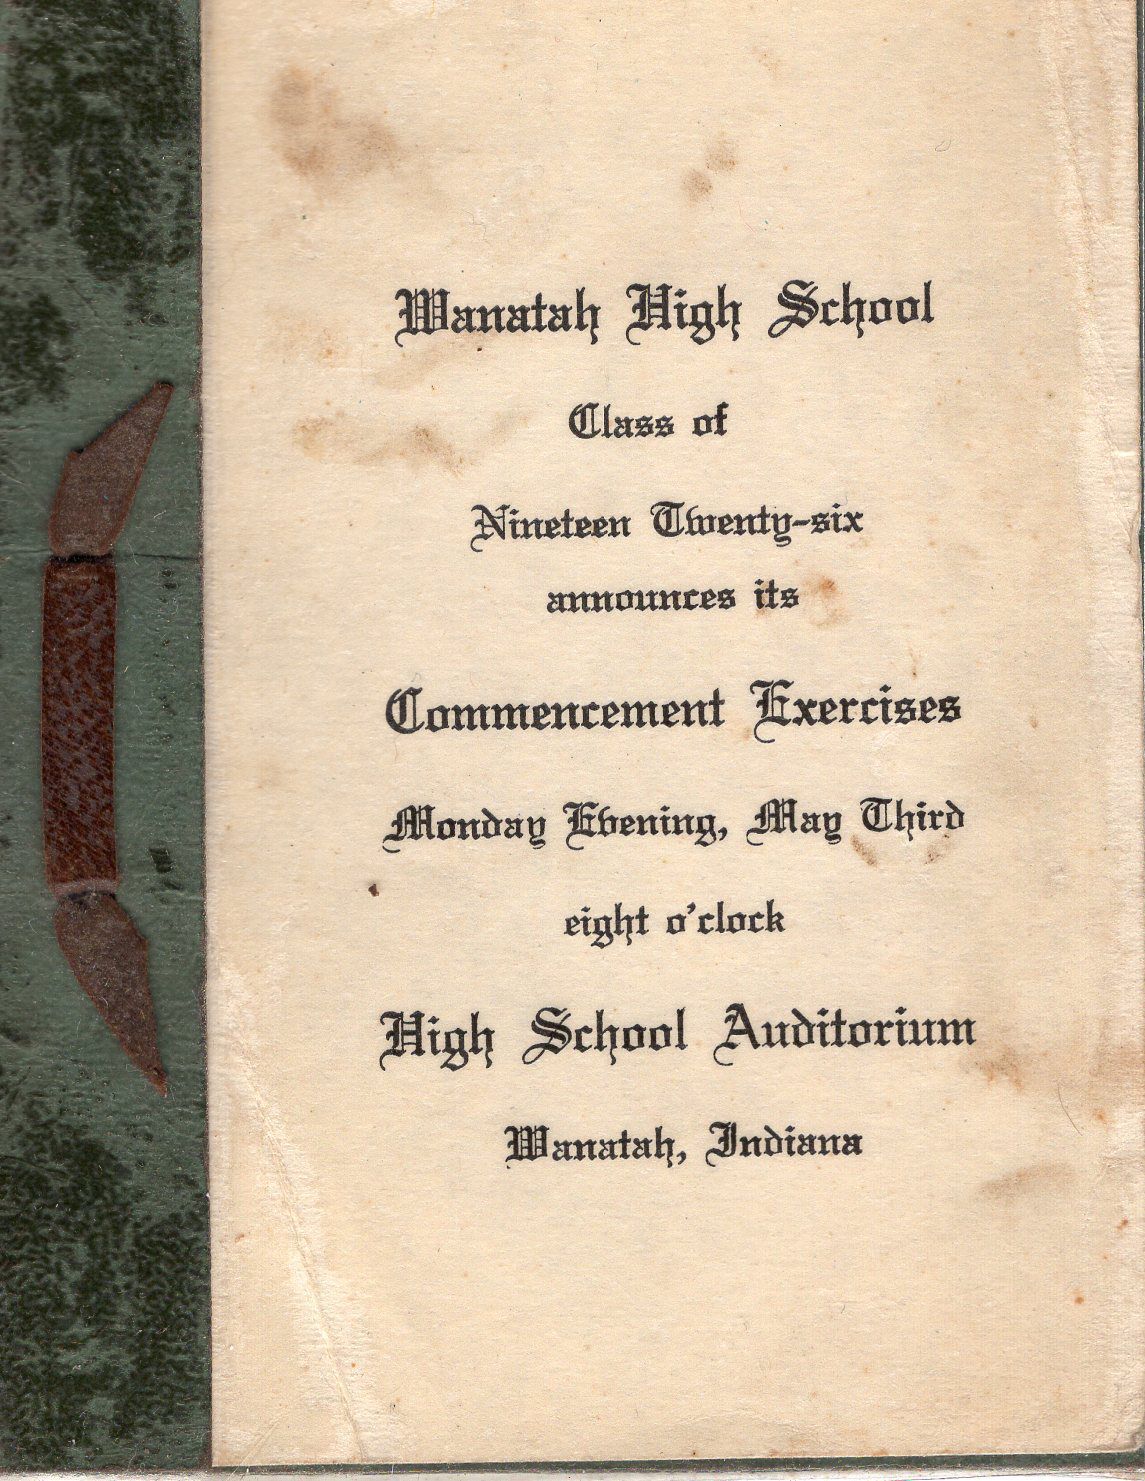 Wanatah High School
Class of
Nineteen Twenty-six
announces its
Commencement Exercises
Monday Evening, May Third
eight o'clock
High School Auditorium
Wanatah, Indiana